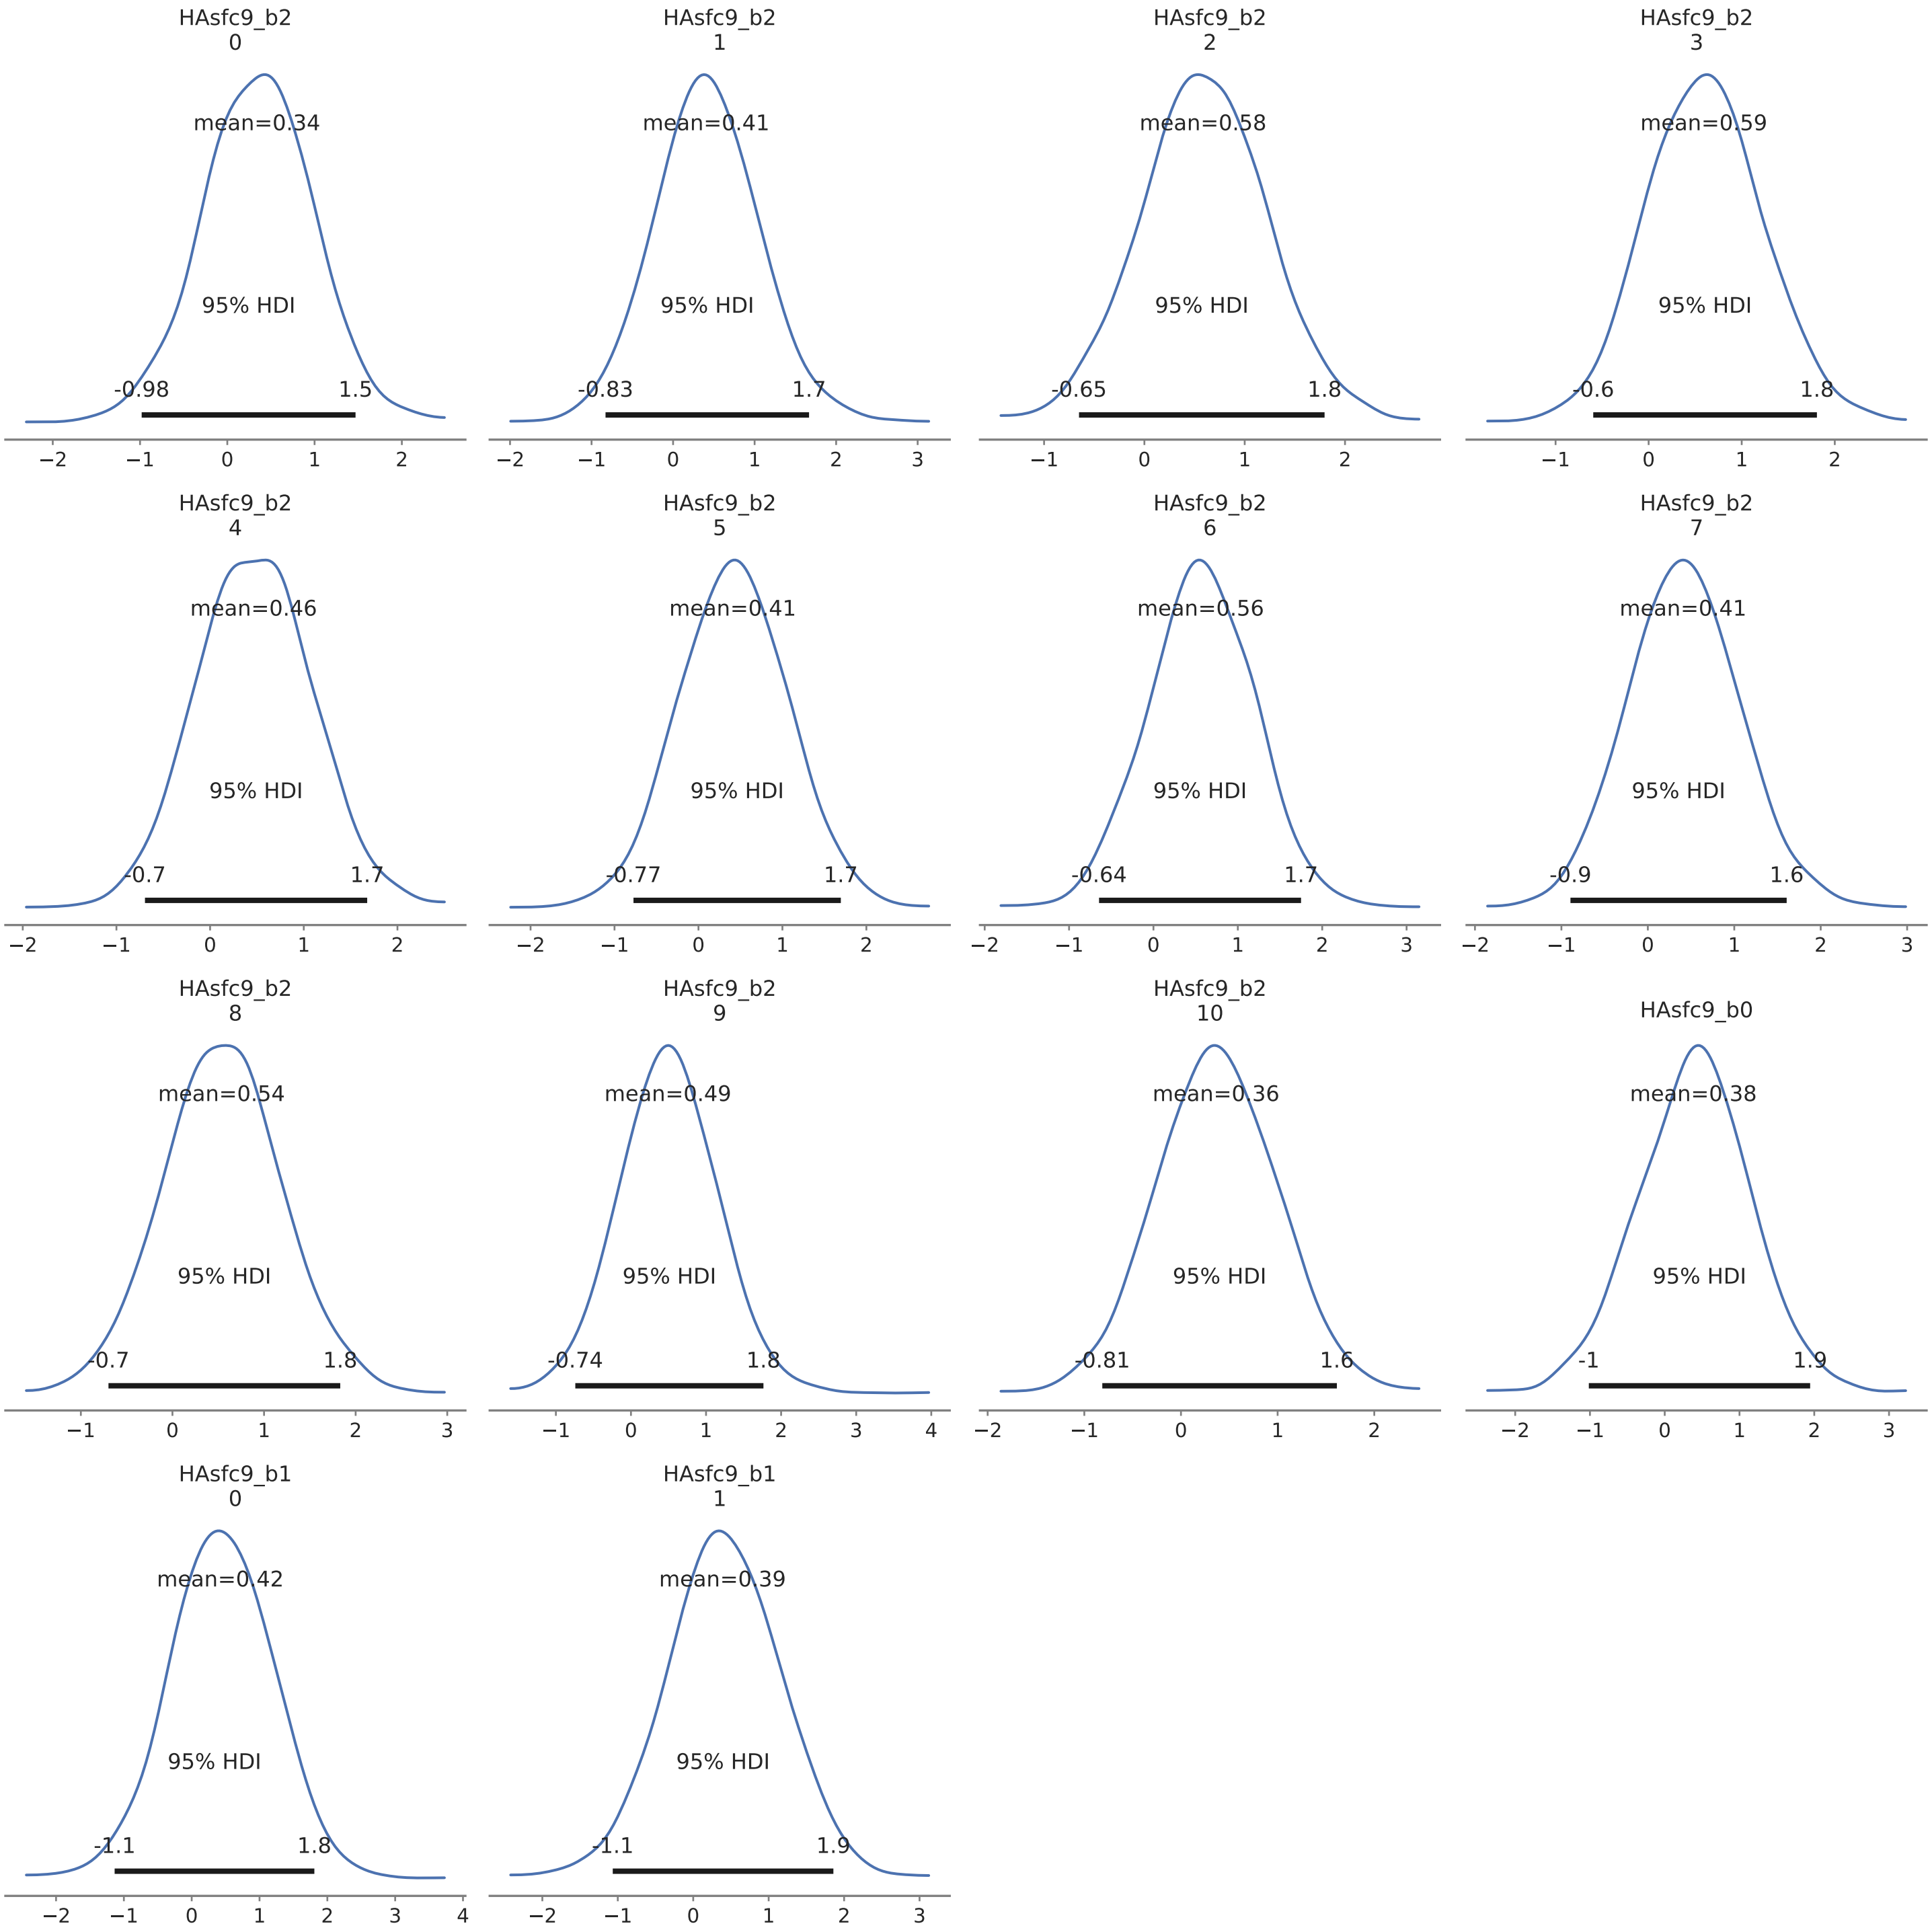 HAsfc9_b2 HAsfc9_b2 HAsfc9_b2 HAsfc9_b2
0 1 2 3
mean=0.34 mean=0.41 mean=0.58 mean=0.59
95% HDI 95% HDI 95% HDI 95% HDI
-0.98 1.5 -0.83 1.7 -0.65 1.8 -0.6 1.8
−2 −1 0 1 2 −2 −1 0 1 2 3 −1 0 1 2 −1 0 1 2
HAsfc9_b2 HAsfc9_b2 HAsfc9_b2 HAsfc9_b2
4 5 6 7
mean=0.46 mean=0.41 mean=0.56 mean=0.41
95% HDI 95% HDI 95% HDI 95% HDI
-0.7 1.7 -0.77 1.7 -0.64 1.7 -0.9 1.6
−2 −1 0 1 2 −2 −1 0 1 2 −2 −1 0 1 2 3 −2 −1 0 1 2 3
HAsfc9_b2 HAsfc9_b2 HAsfc9_b2 HAsfc9_b0
8 9 10
mean=0.54 mean=0.49 mean=0.36 mean=0.38
95% HDI 95% HDI 95% HDI 95% HDI
-0.7 1.8 -0.74 1.8 -0.81 1.6 -1 1.9
−1 0 1 2 3 −1 0 1 2 3 4 −2 −1 0 1 2 −2 −1 0 1 2 3
HAsfc9_b1 HAsfc9_b1
0 1
mean=0.42 mean=0.39
95% HDI 95% HDI
-1.1 1.8 -1.1 1.9
−2 −1 0 1 2 3 4 −2 −1 0 1 2 3